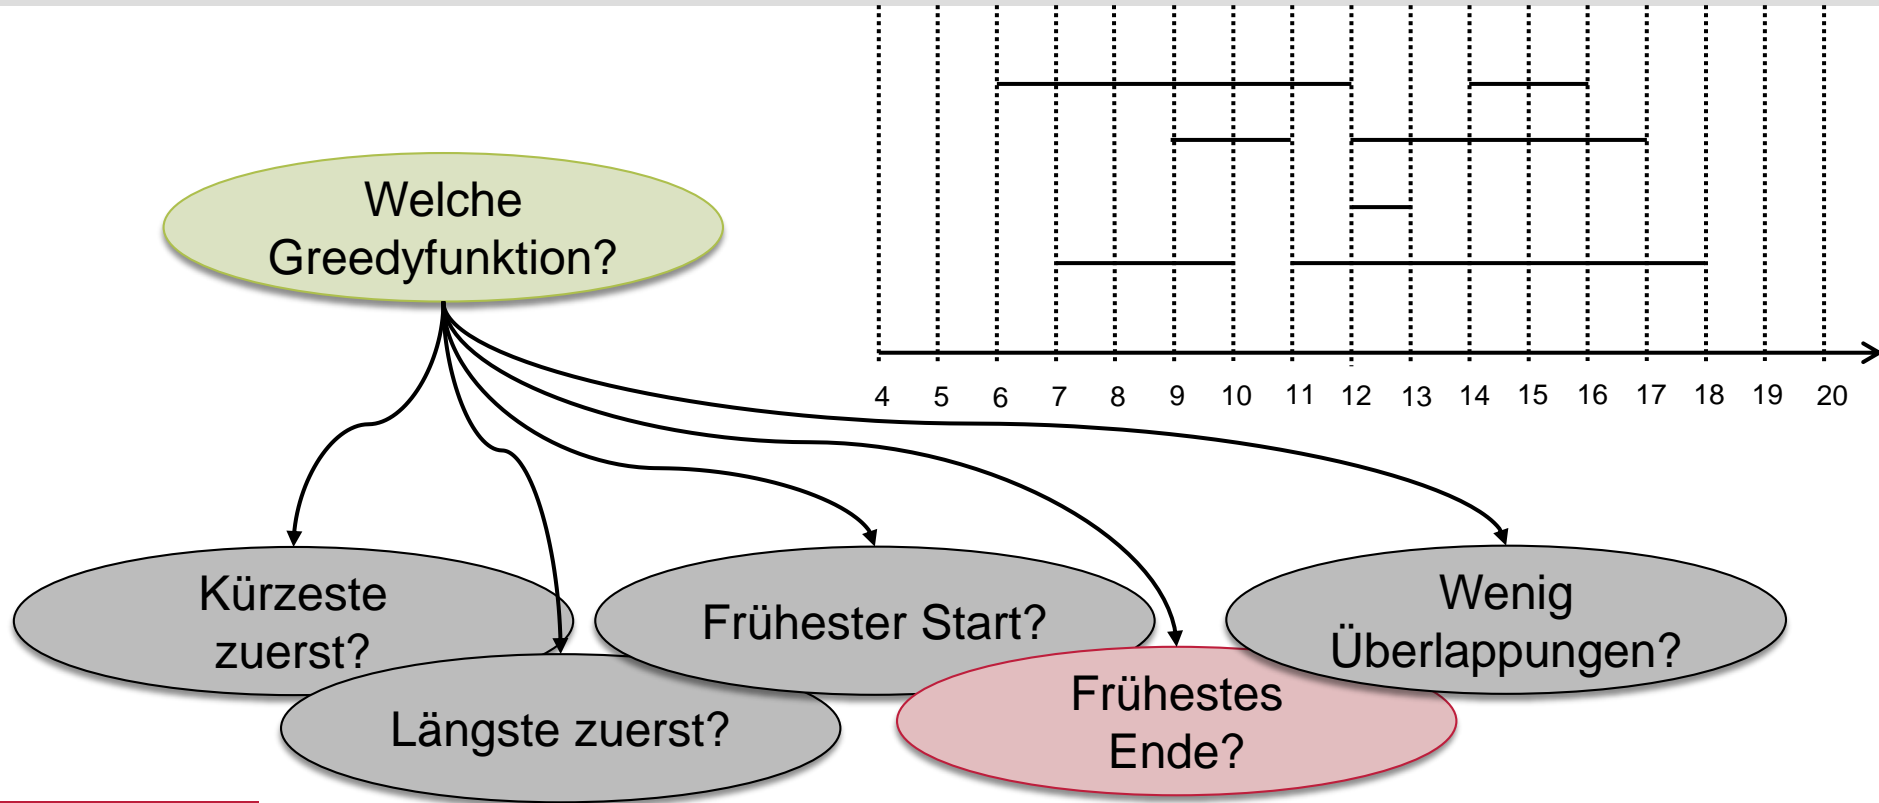 Welche
Greedyfunktion?
4 5 6 7 8 9 10 11 12 13 14 15 16 17 18 19 20
Kürzeste
zuerst?
Längste zuerst?
Frühester Start?
Frühestes
Ende?
Wenig
Überlappungen?